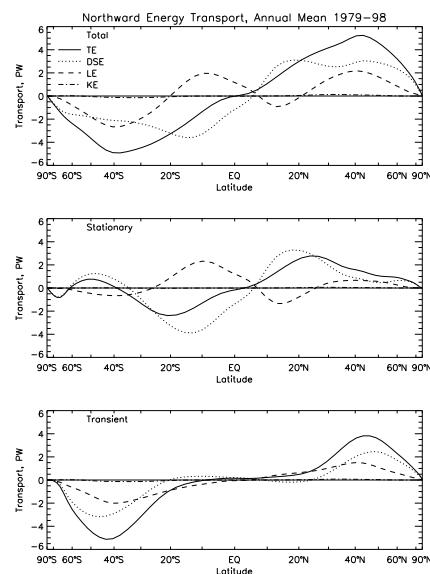 Northward Energy Transport, Annual Mean 1979-98
6
4
2
0
-2
-4
-6
Transport, PW
Total
TE
DSE
LE
KE
90°S 60°S 40°S 20°S EQ 20°N 40°N 60°N 90°N
Latitude
6
4
2
0
-2
-4
-6
Transport, PW
Stationary
90°S 60°S 40°S 20°S EQ 20°N 40°N 60°N 90°N
Latitude
6
4
2
0
-2
-4
-6
Transport, PW
Transient
90°S 60°S 40°S 20°S EQ 20°N 40°N 60°N 90°N
Latitude